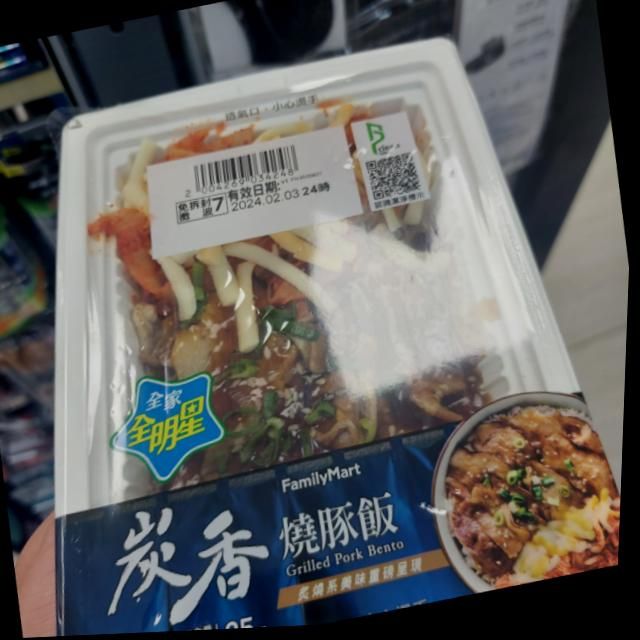 透氣口‧小心燙手
2 004269 034248
有效日期:
免拆封
微波 7
2024.02.03 24時
全家
全明星
FamilyMart
炭香
燒豚飯
Grilled Pork Bento